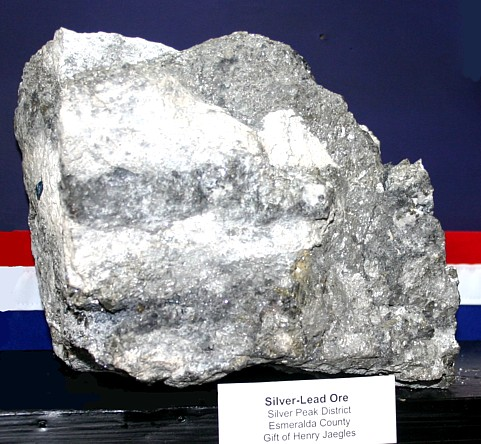 Silver-Lead Ore
Silver Peak District
Esmeralda County
Gift of Henry Jaegles